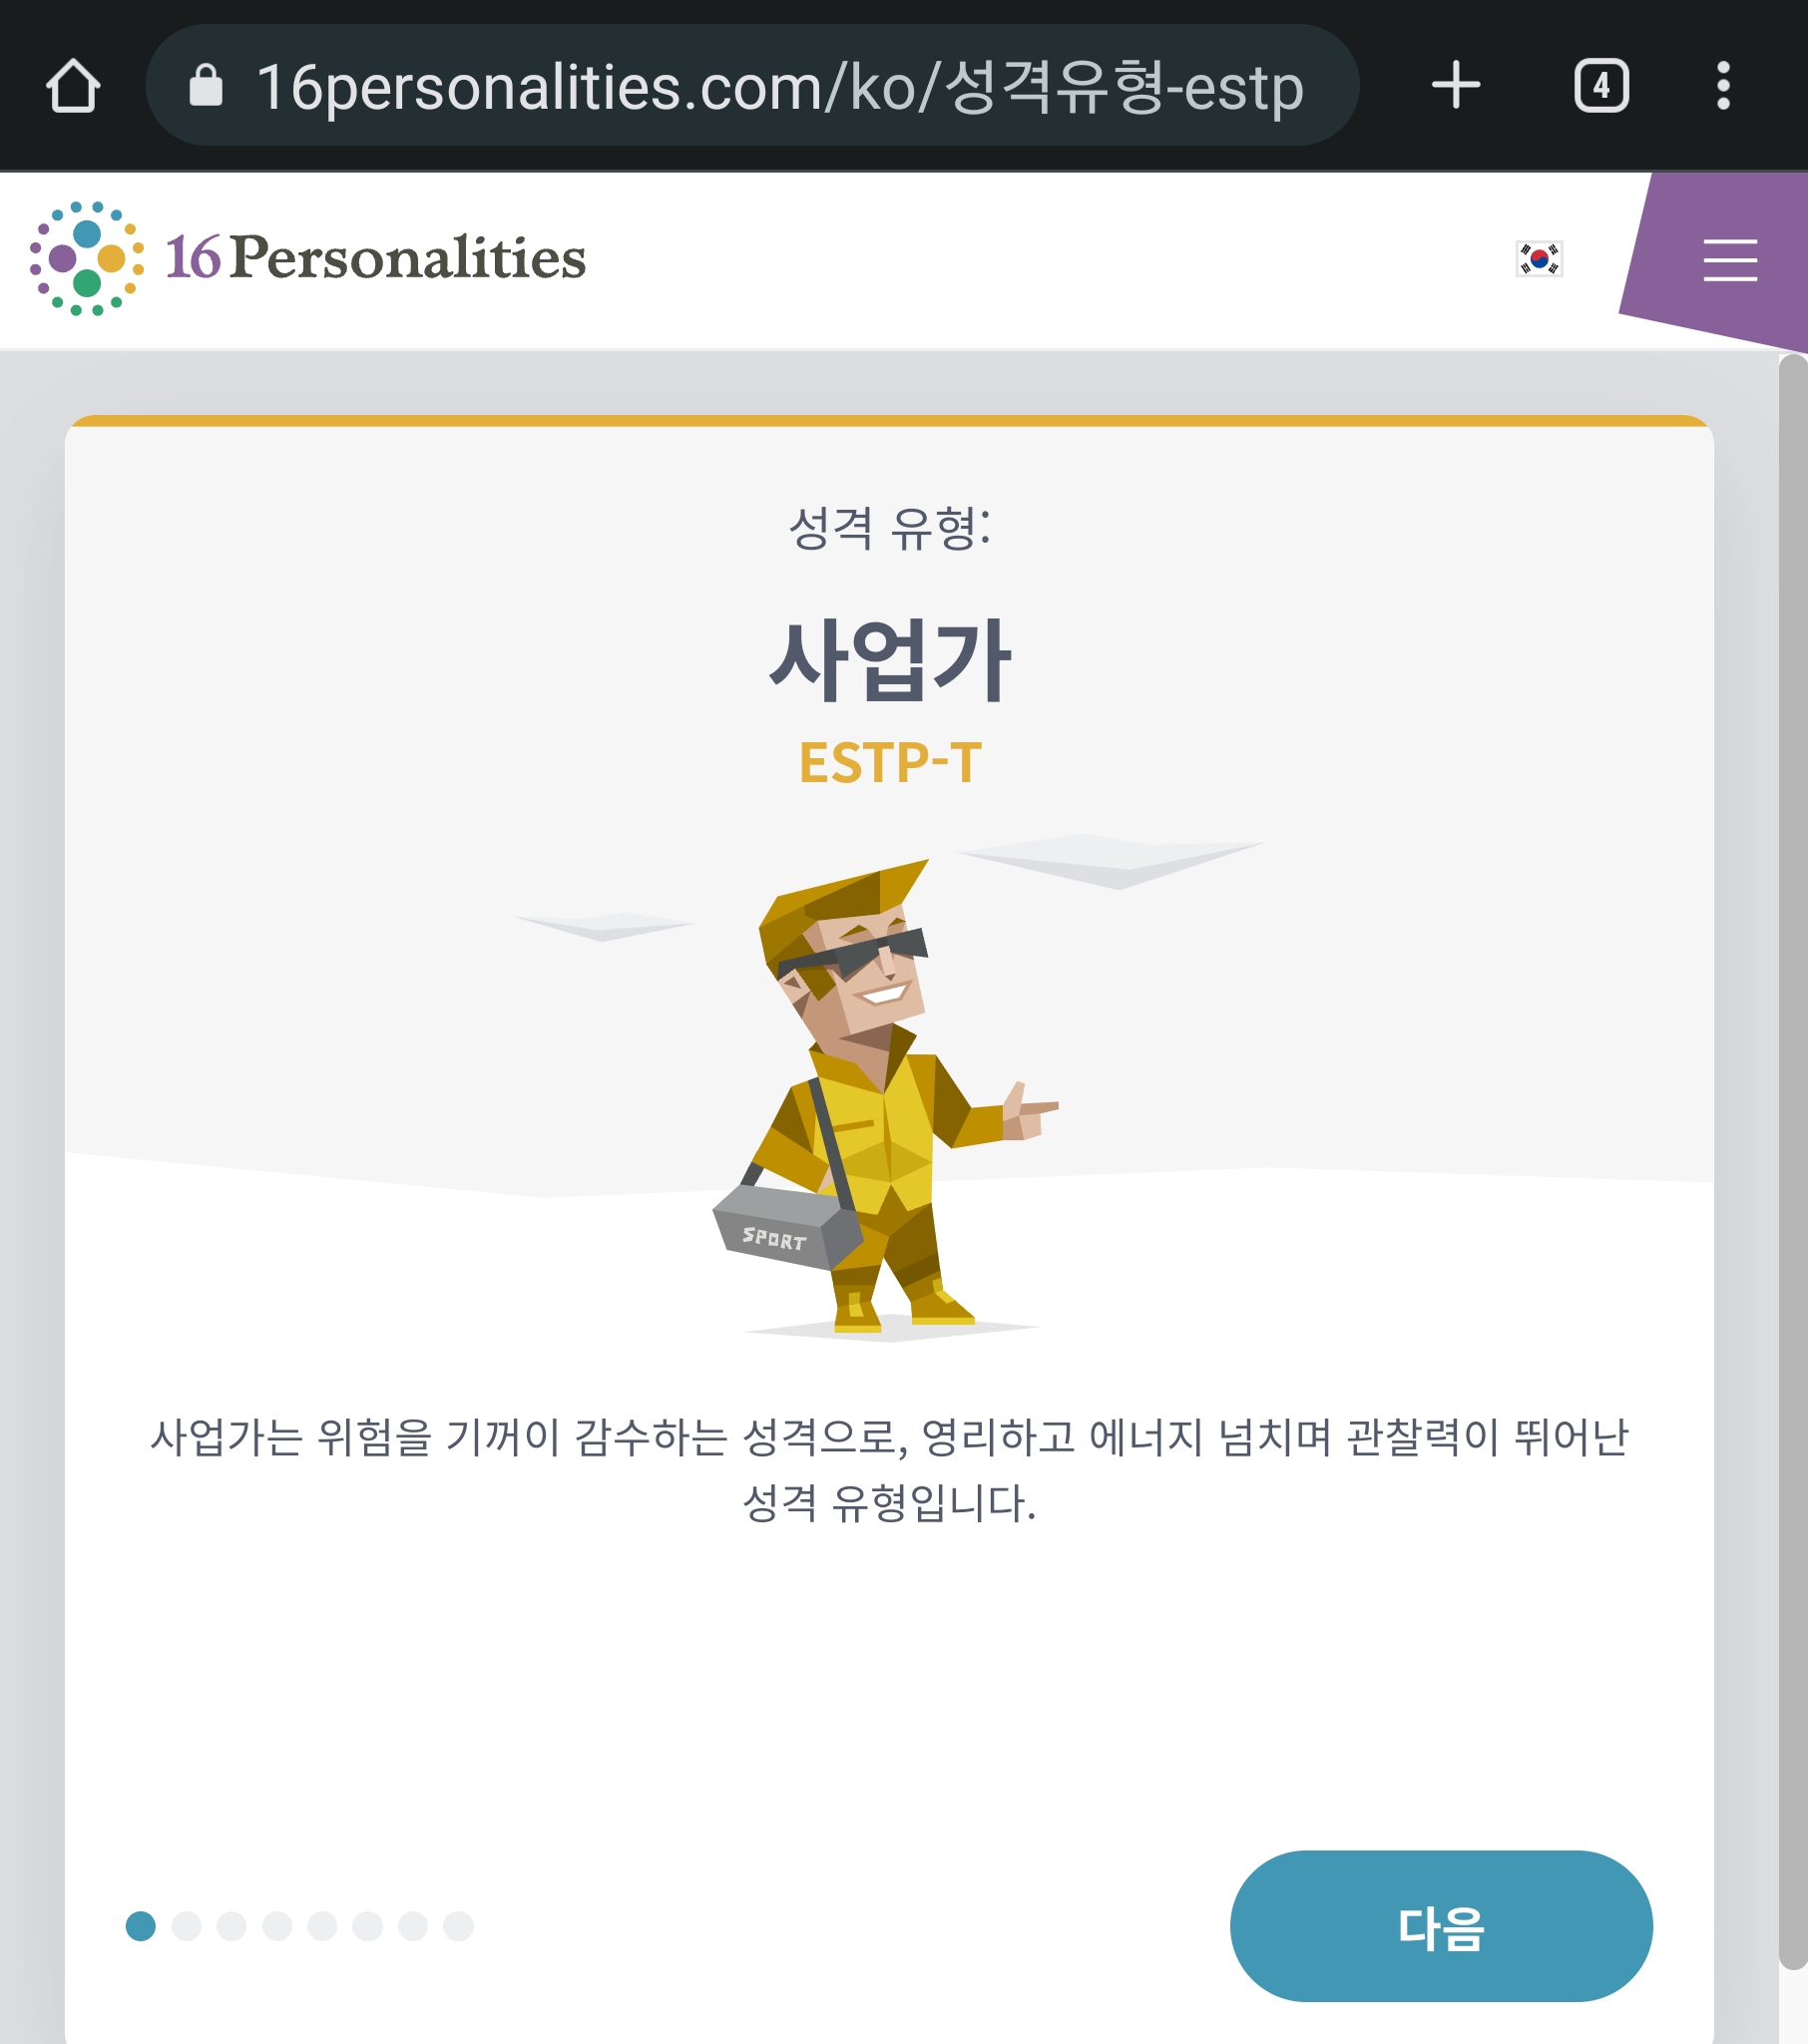 16personalities.com/ko/성격유형-estp
4
16Personalities
성격 유형:
사업가
ESTP-T
SPORT
사업가는 위험을 기꺼이 감수하는 성격으로, 영리하고 에너지 넘치며 관찰력이 뛰어난
성격 유형입니다.
다음